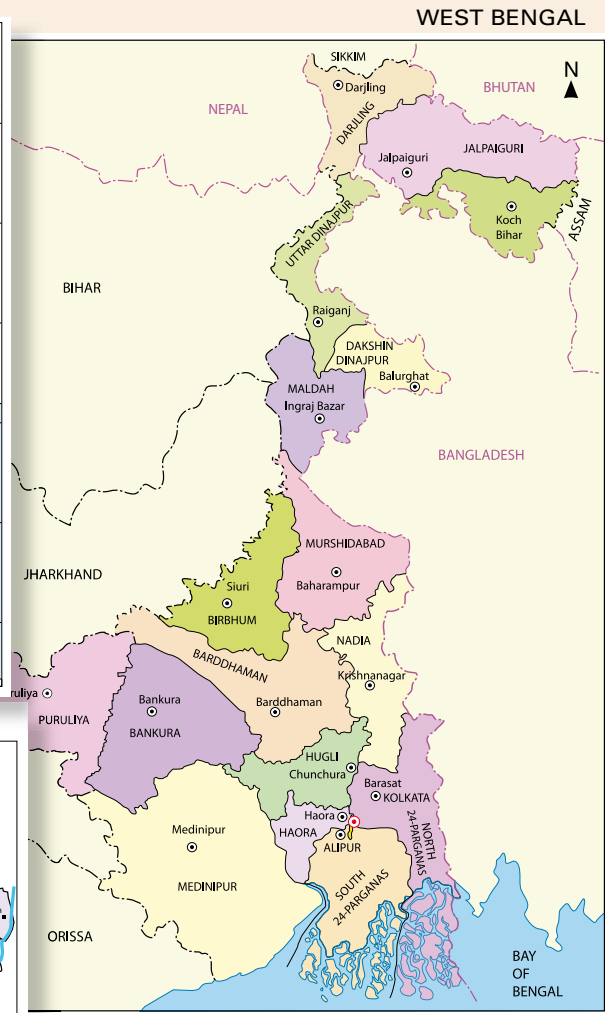 WEST BENGAL
SIKKIM
N
Darjling
BHUTAN
NEPAL
DARJLING
JALPAIGURI
Jalpaiguri
Koch
Bihar
ASSAM
UTTAR DINAJPUR
BIHAR
Raiganj
DAKSHIN
DINAJPUR
Balurghat
MALDAH
Ingraj Bazar
BANGLADESH
MURSHIDABAD
JHARKHAND
Baharampur
Siuri
BIRBHUM
NADIA
BARDDHAMAN
Krishnanagar
ruliya
PURULIYA
Bankura
BANKURA
Barddhaman
HUGLI
Chunchura
Barasat
KOLKATA
Haora
HAORA
ALIPUR
NORTH
24-PARGANAS
Medinipur
MEDINIPUR
SOUTH
24-PARGANAS
ORISSA
BAY
OF
BENGAL